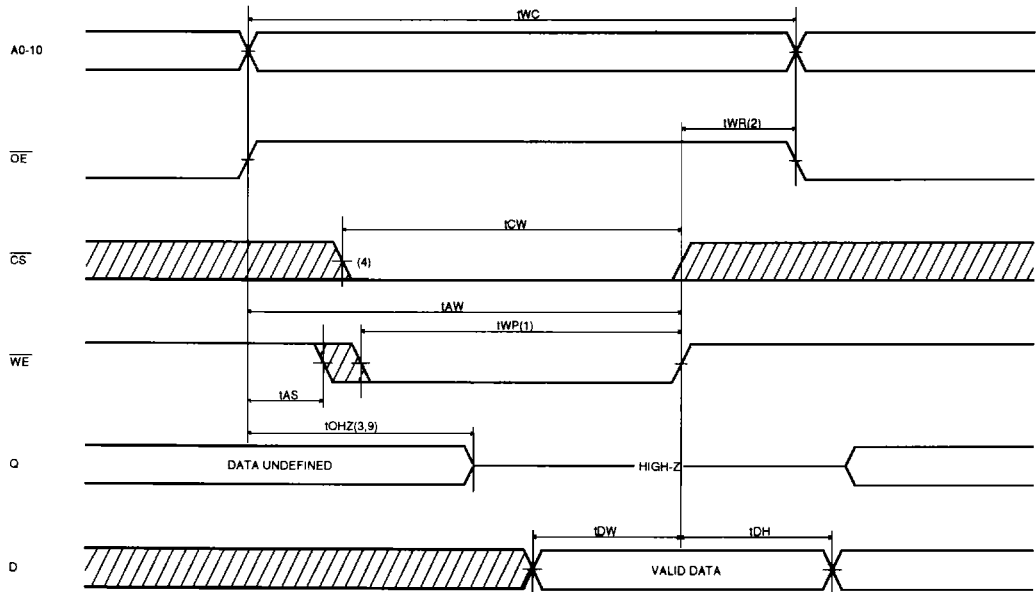 tWC
A0-10
tWR(2)
OE
tCW
CS
(4)
tAW
tWP(1)
WE
tAS
tOHZ(3,9)
Q
DATA UNDEFINED
HIGH-Z
tDW
tDH
D
VALID DATA